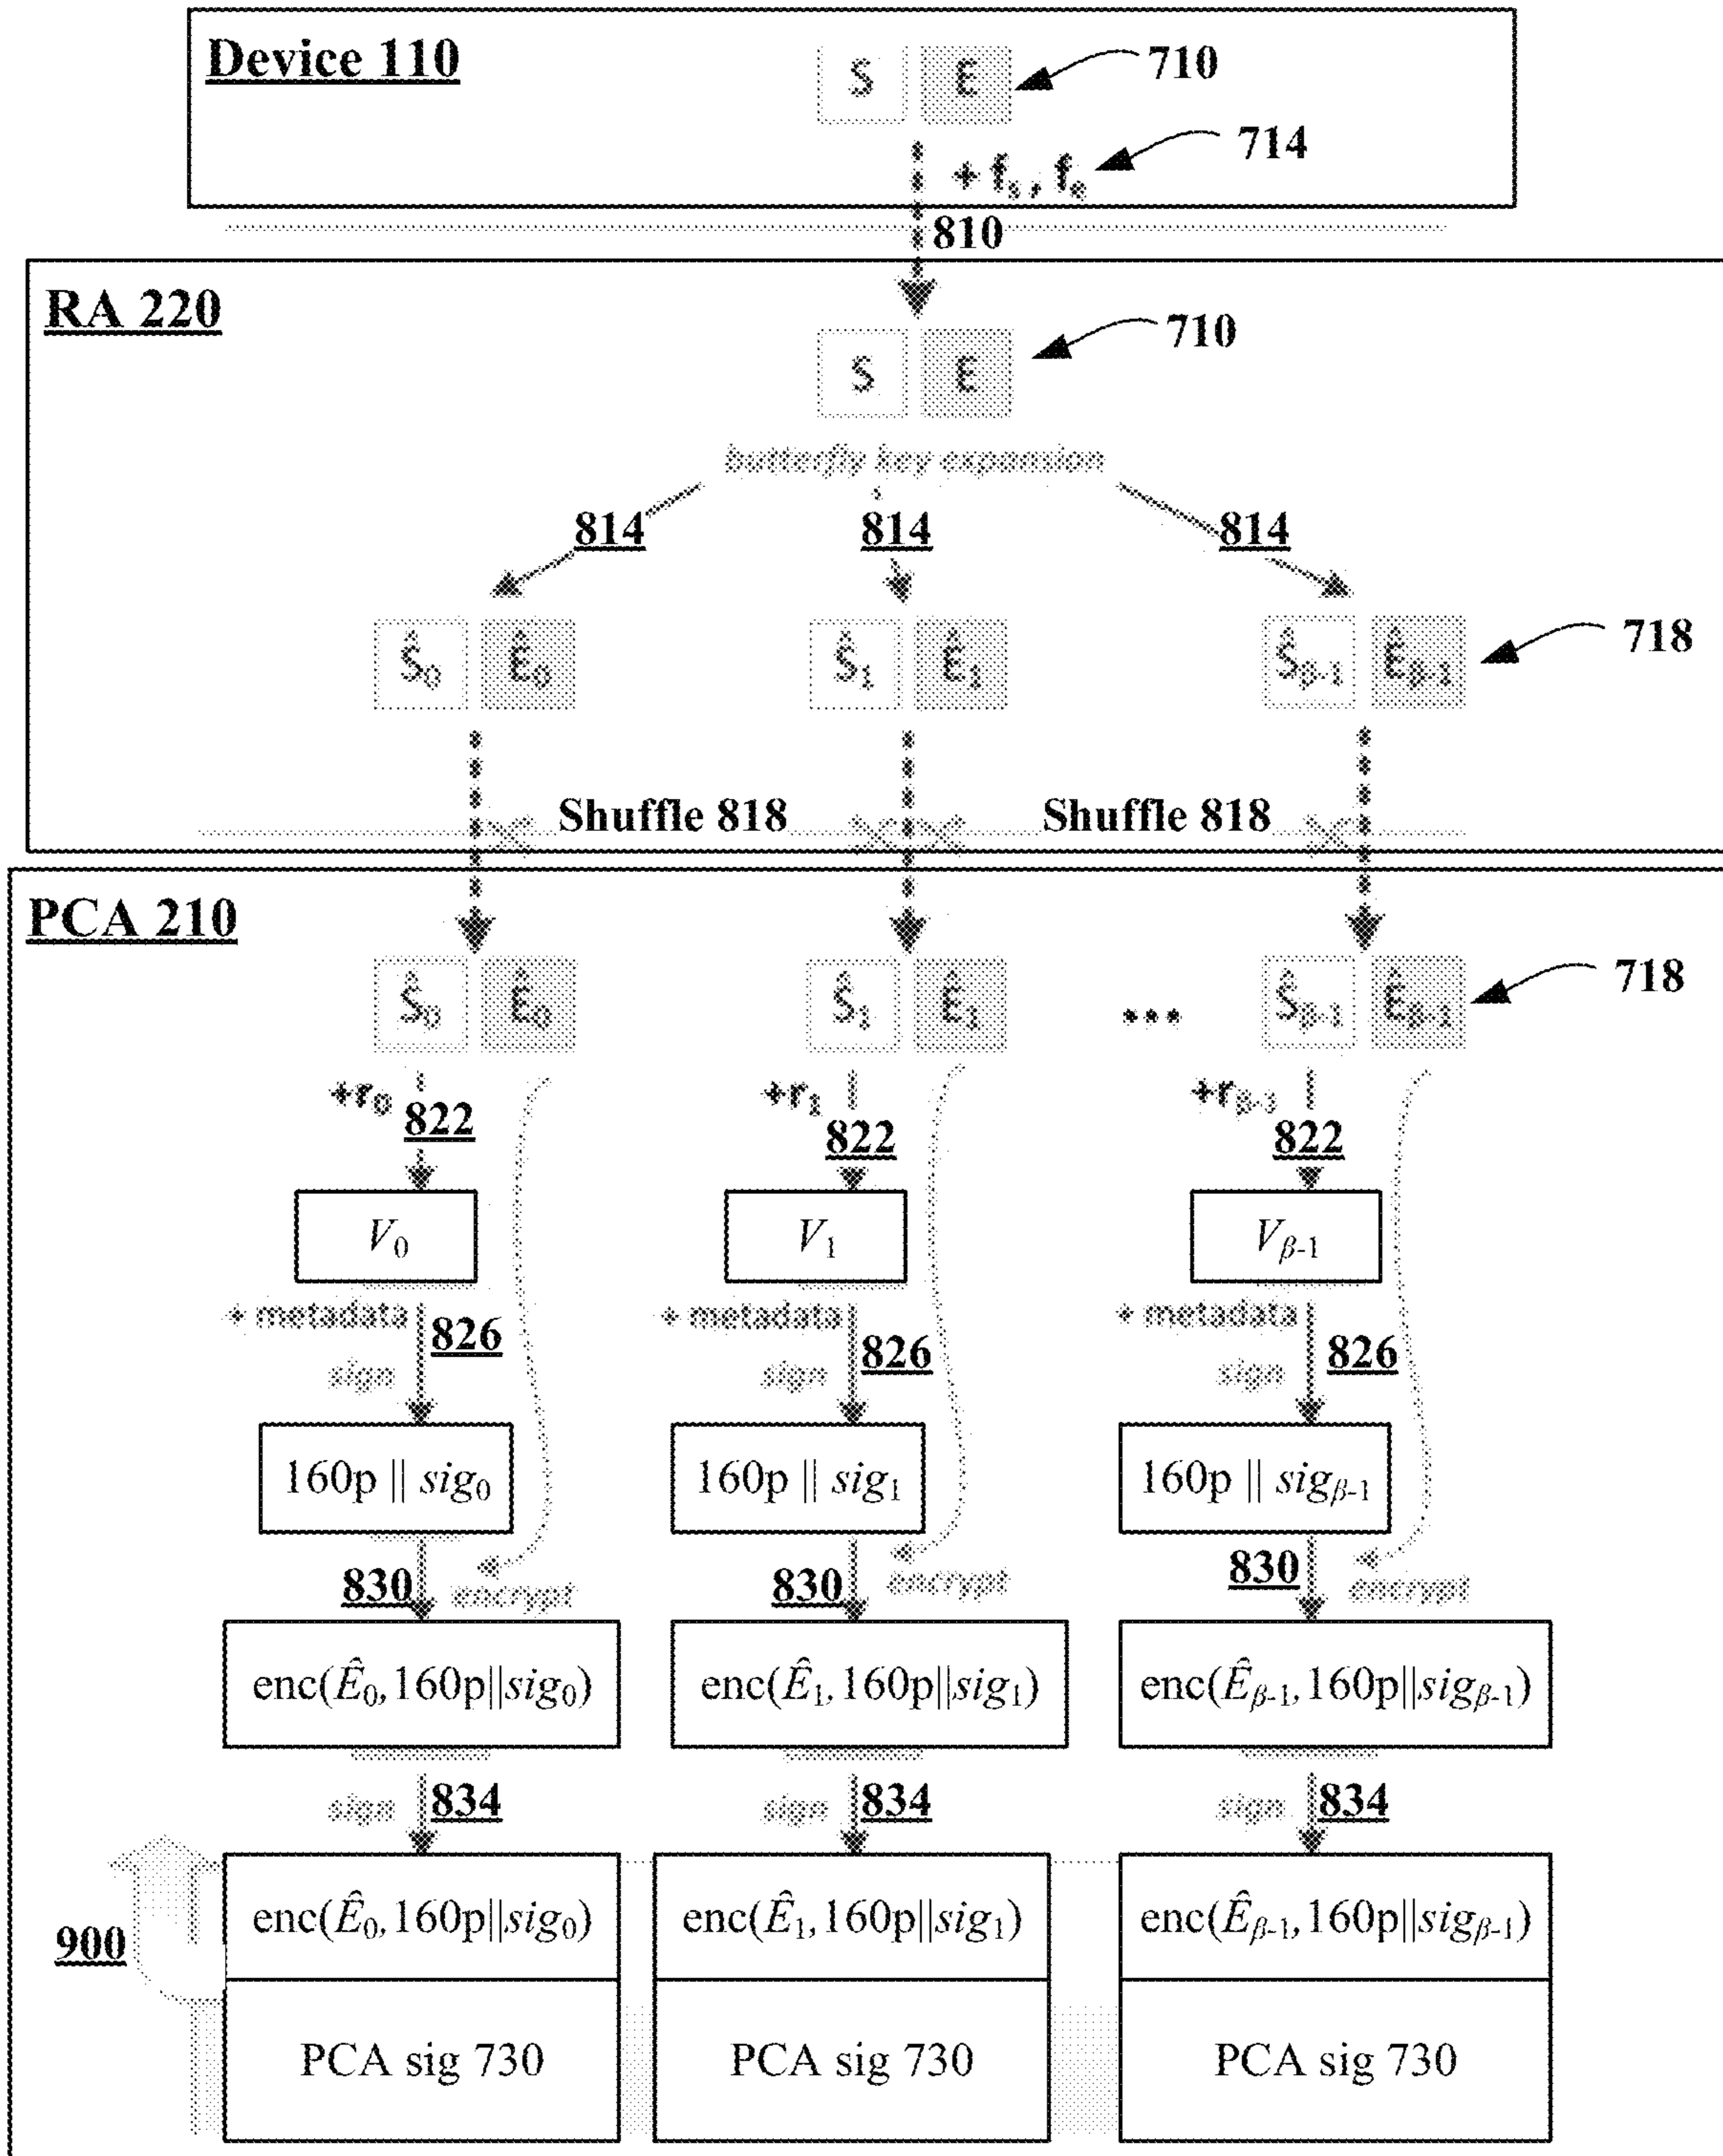 Device 110
S E 710
+ fₛ , fₑ 714
810
RA 220
S E 710
butterfly key expansion
814 814 814
Ŝ₀ Ê₀ Ŝ₁ Ê₁ Ŝβ-1 Êβ-1 718
Shuffle 818 Shuffle 818
PCA 210
Ŝ₀ Ê₀ Ŝ₁ Ê₁ ... Ŝβ-1 Êβ-1 718
+r₀ +r₁ +rβ-1
822 822 822
V₀ V₁ Vβ-1
+ metadata + metadata + metadata
826 826 826
sign sign sign
160p || sig₀ 160p || sig₁ 160p || sigβ-1
830 encrypt 830 encrypt 830 encrypt
enc(Ê₀, 160p||sig₀) enc(Ê₁, 160p||sig₁) enc(Êβ-1, 160p||sigβ-1)
sign 834 sign 834 sign 834
enc(Ê₀, 160p||sig₀) enc(Ê₁, 160p||sig₁) enc(Êβ-1, 160p||sigβ-1)
900
PCA sig 730 PCA sig 730 PCA sig 730